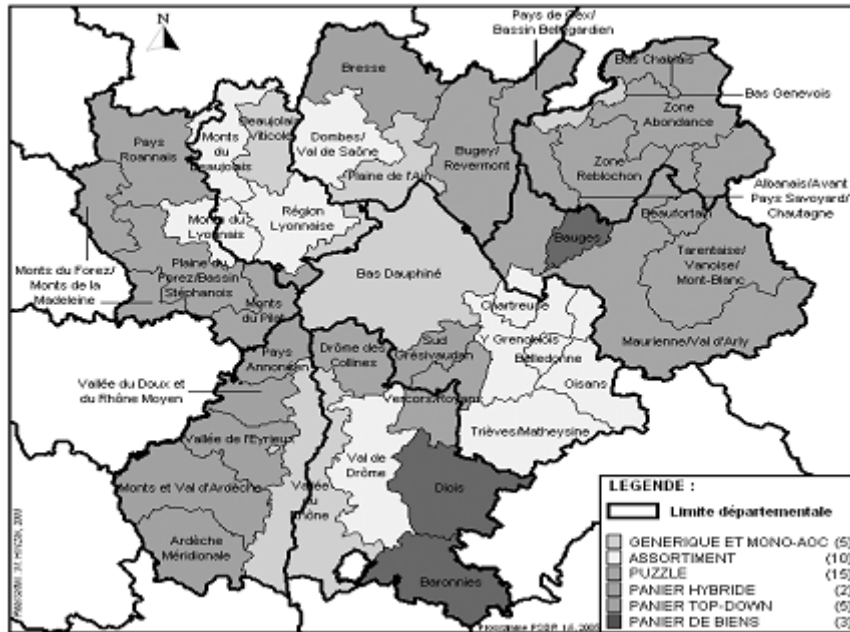 N
Pays de Gex/
Bassin Bellegardien
Bresse
Bas Chablais
Bas Genevois
Zone
Abondance
Pays
Roannais
Monts
du
Beaujolais
Beaujolais
Viticole
Dombes/
Val de Saône
Plaine de l'Ain
Bugey/
Revermont
Zone
Reblochon
Albanais/Avant
Pays Savoyard/
Chautagne
Monts du
Lyonnais
Région
Lyonnaise
Bauges
Beaufortain
Tarentaise/
Vanoise/
Mont-Blanc
Monts du Forez/
Monts de la
Madeleine
Plaine du
Forez/Bassin
Stéphanois
Monts
du Pilat
Bas Dauphiné
Chartreuse
Y Grenoblois
Belledonne
Maurienne/Val d'Arly
Pays
Annonéen
Drôme des
Collines
Sud
Grésivaudan
Oisans
Vallée du Doux et
du Rhône Moyen
Vercors/Royans
Trièves/Matheysine
Vallée de l'Eyrieux
Val de
Drôme
Diois
Monts et Val d'Ardèche
Vallée
du
Rhône
Ardèche
Méridionale
Baronnies
LEGENDE :
Limite départementale
GENERIQUE ET MONO-AOC (5)
ASSORTIMENT (10)
PUZZLE (15)
PANIER HYBRIDE (2)
PANIER TOP-DOWN (5)
PANIER DE BIENS (3)
Programme PSDR